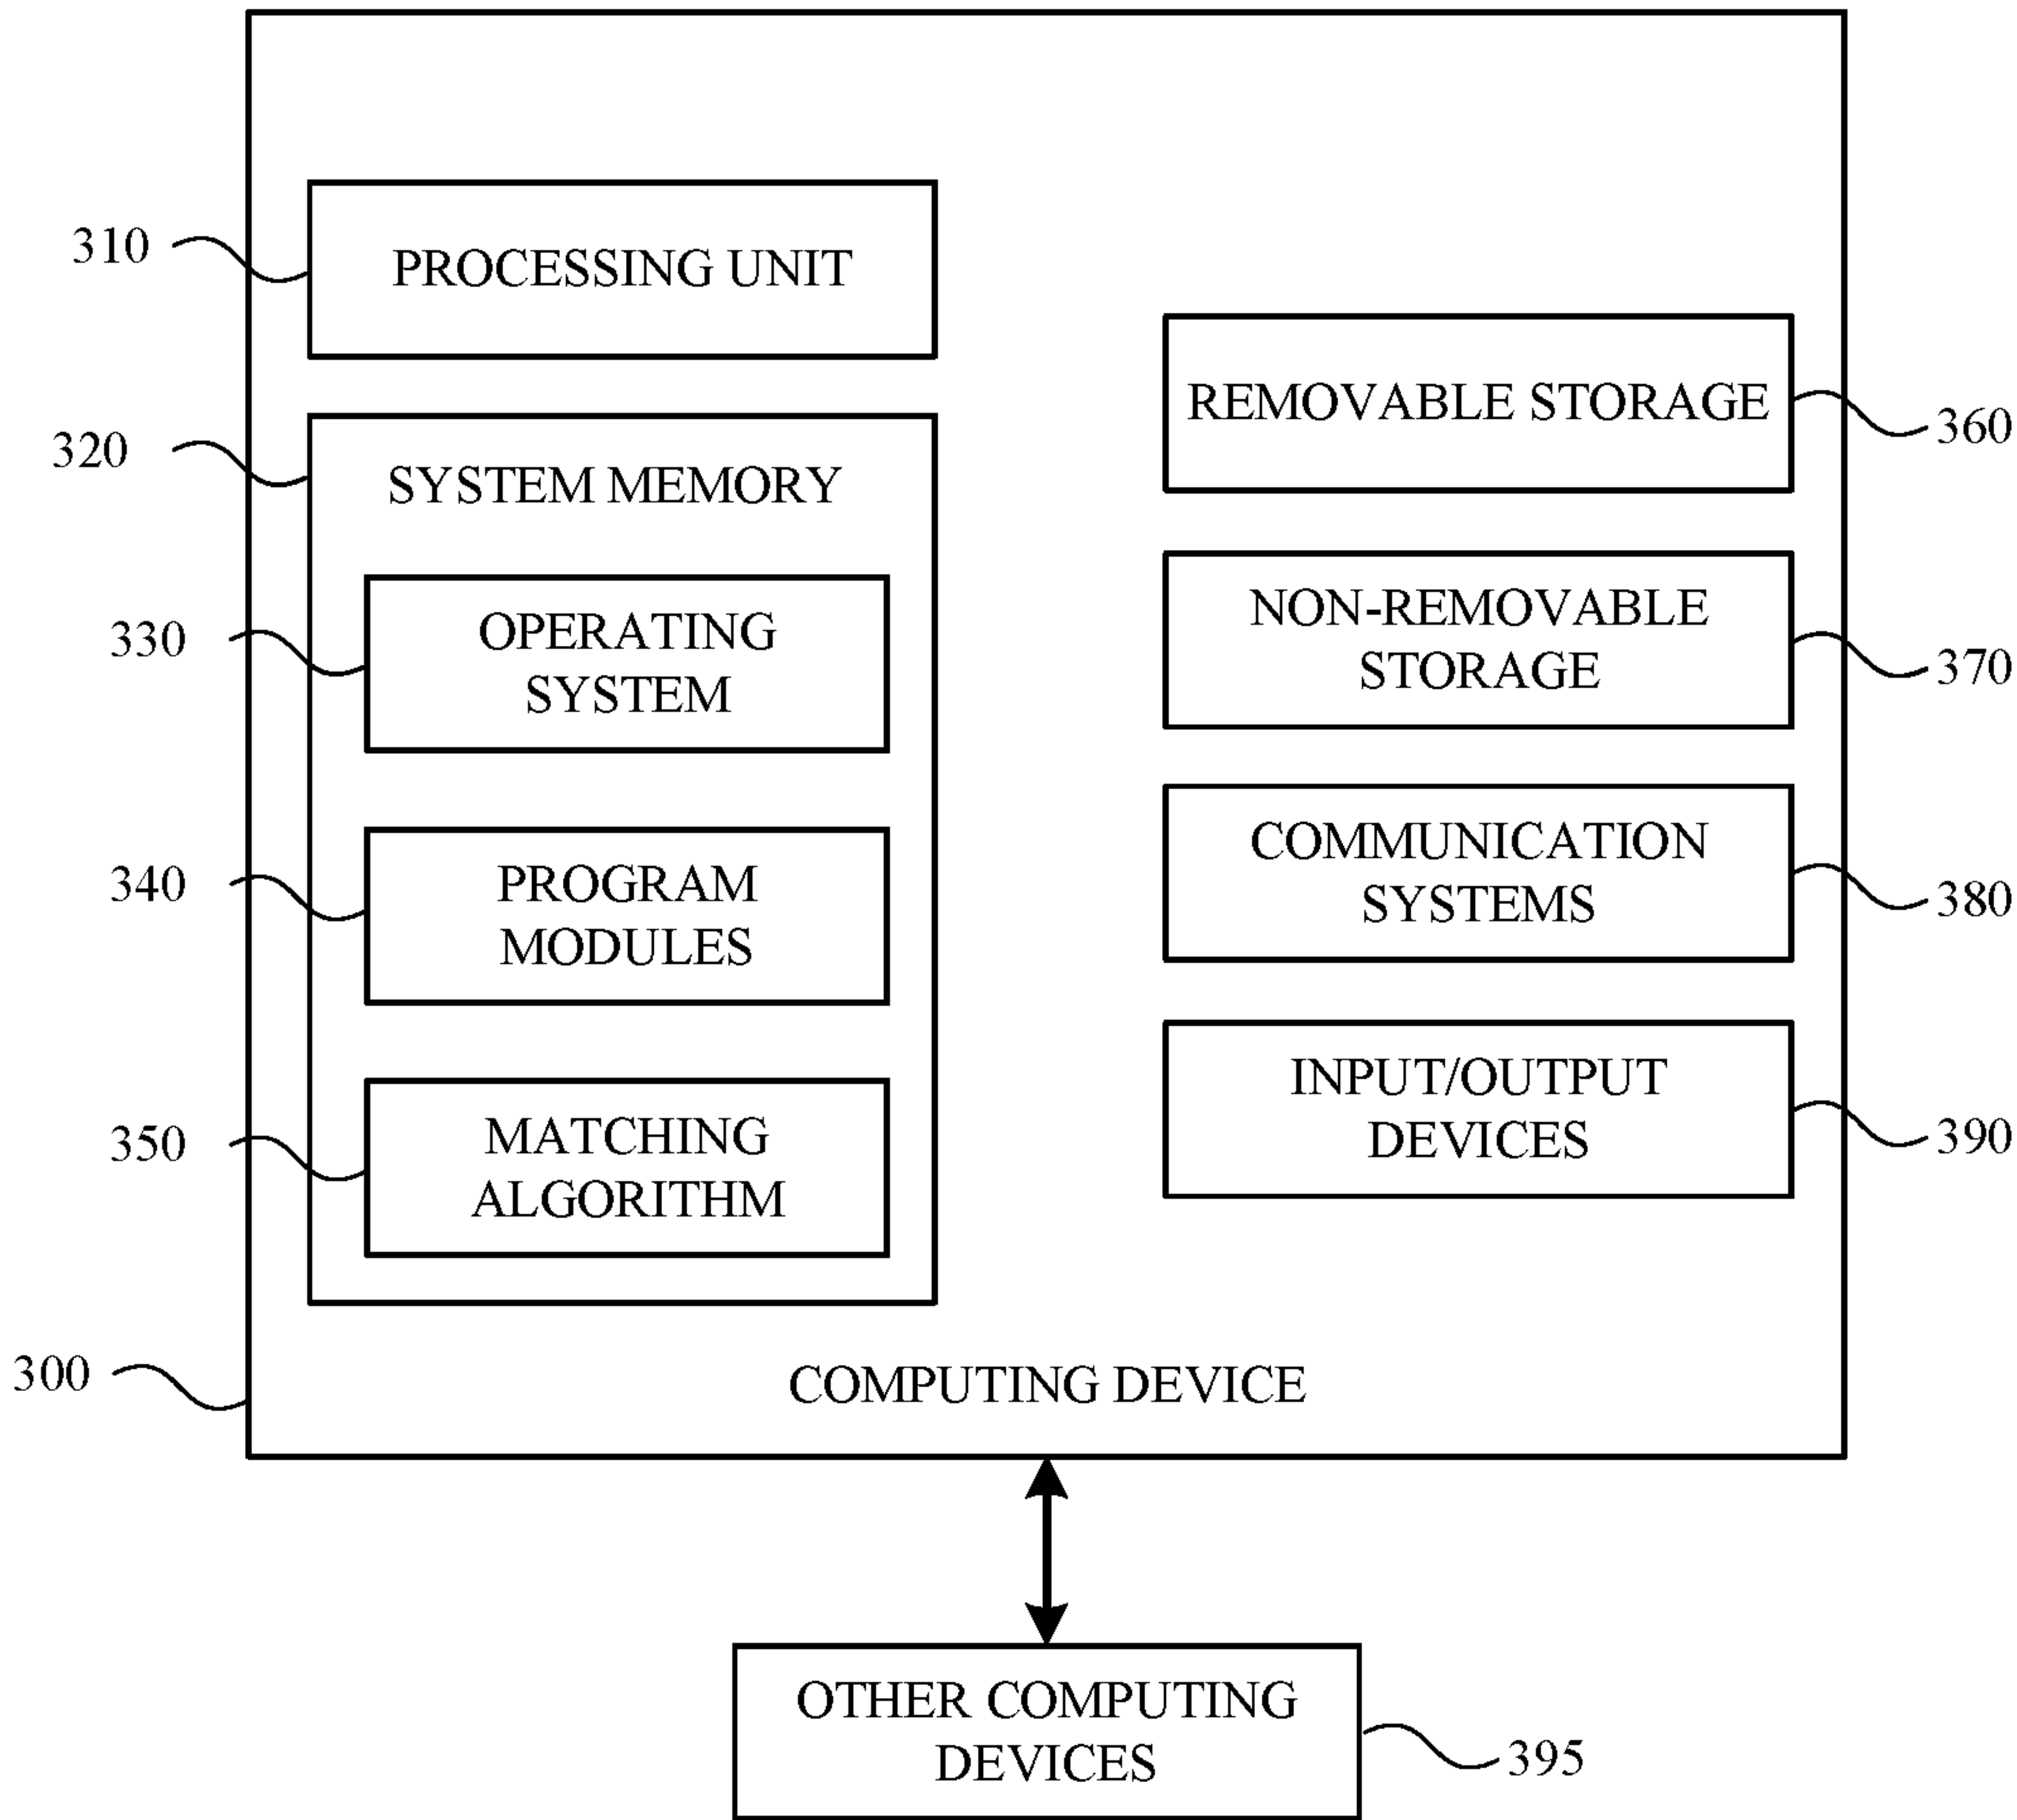 310
PROCESSING UNIT
320
SYSTEM MEMORY
330
OPERATING
SYSTEM
340
PROGRAM
MODULES
350
MATCHING
ALGORITHM
REMOVABLE STORAGE
360
NON-REMOVABLE
STORAGE
370
COMMUNICATION
SYSTEMS
380
INPUT/OUTPUT
DEVICES
390
300
COMPUTING DEVICE
OTHER COMPUTING
DEVICES
395